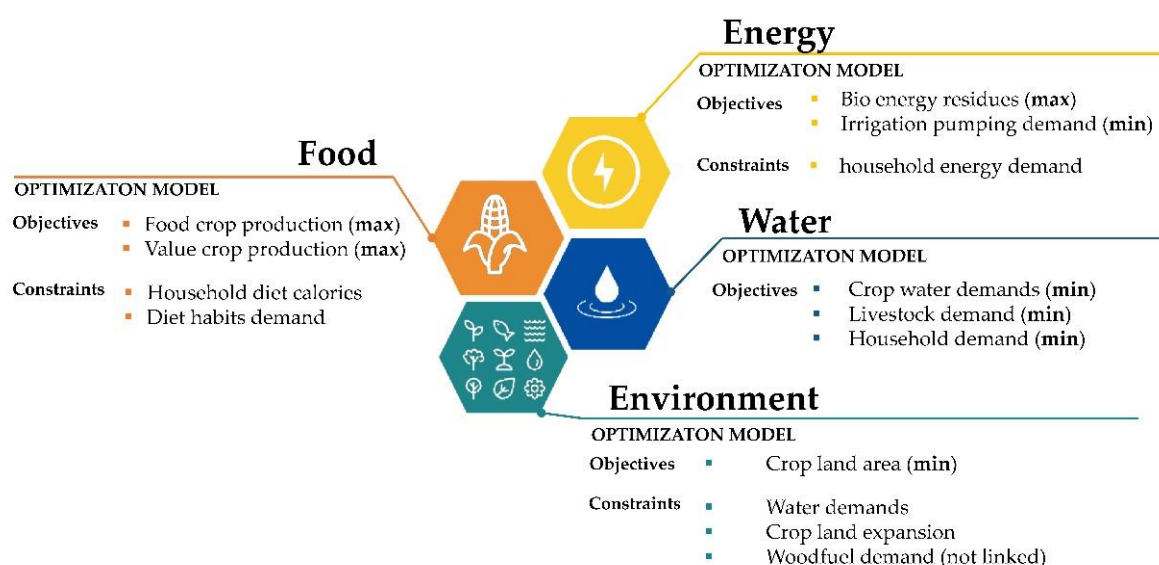 Energy
OPTIMIZATON MODEL
Objectives ▪ Bio energy residues (max)
▪ Irrigation pumping demand (min)
Constraints ▪ household energy demand
Food
OPTIMIZATON MODEL
Objectives ▪ Food crop production (max)
▪ Value crop production (max)
Constraints ▪ Household diet calories
▪ Diet habits demand
Water
OPTIMIZATON MODEL
Objectives ▪ Crop water demands (min)
▪ Livestock demand (min)
▪ Household demand (min)
Environment
OPTIMIZATON MODEL
Objectives ▪ Crop land area (min)
Constraints ▪ Water demands
▪ Crop land expansion
▪ Woodfuel demand (not linked)